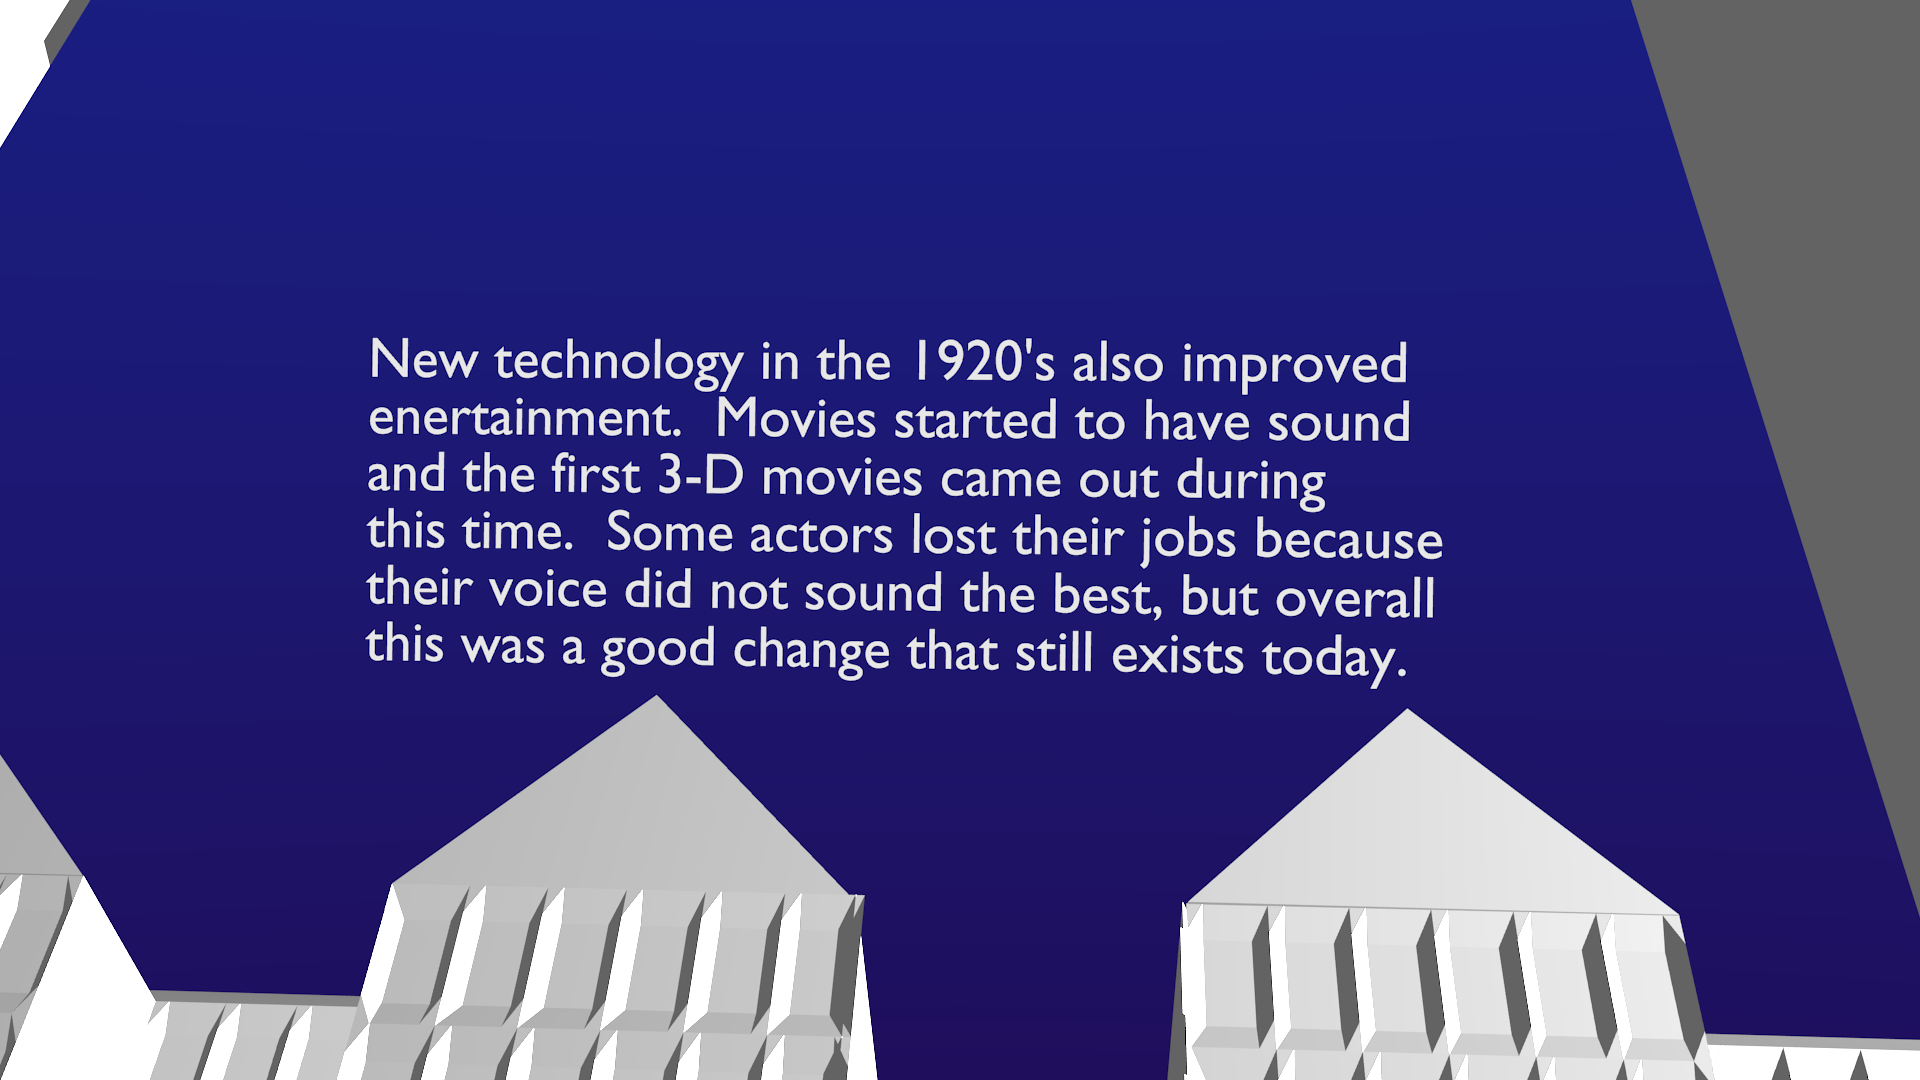 New technology in the 1920's also improved
enertainment.  Movies started to have sound
and the first 3-D movies came out during
this time.  Some actors lost their jobs because
their voice did not sound the best, but overall
this was a good change that still exists today.